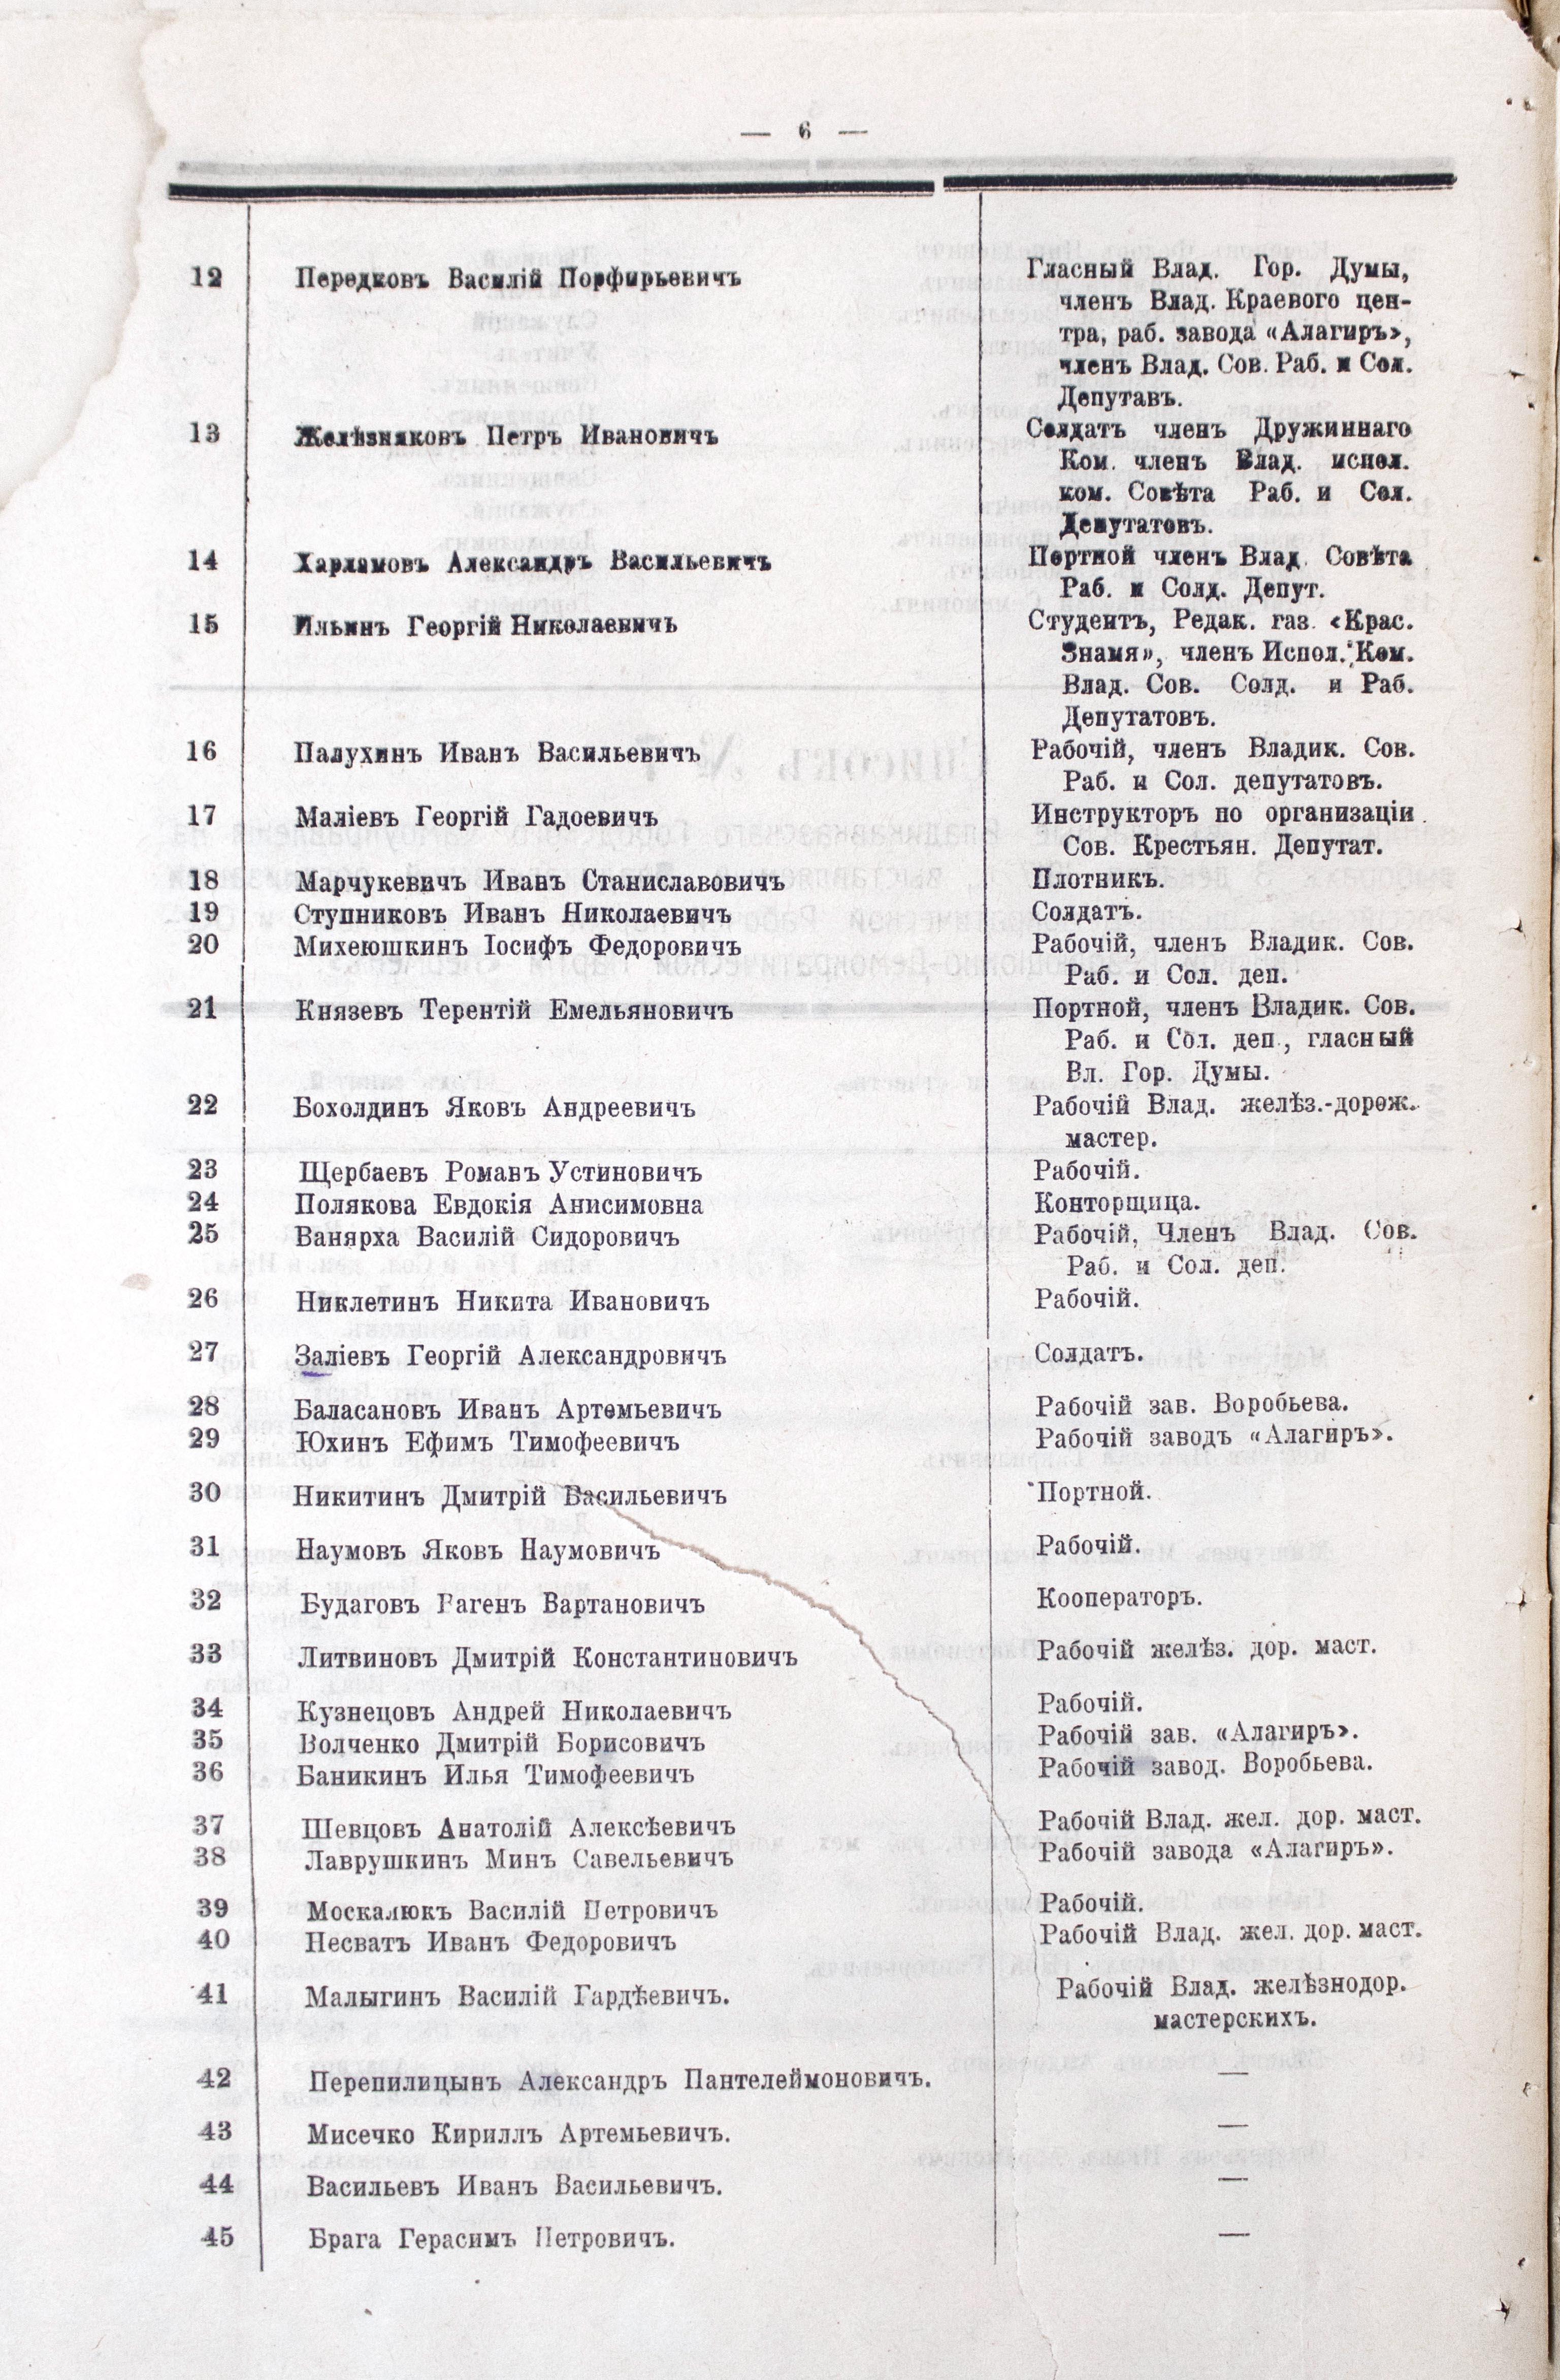 — 6 —
12 Передковъ Василій Порфирьевичъ Гласный Влад. Гор. Думы,
членъ Влад. Краевого цен-
тра, раб. завода «Алагиръ»,
членъ Влад. Сов. Раб. и Сол.
Депутавъ.
13 Желѣзняковъ Петръ Ивановичъ Солдатъ членъ Дружиннаго
Ком. членъ Влад. испол.
ком. Совѣта Раб. и Сол.
Депутатовъ.
14 Харламовъ Александръ Васильевичъ Портной членъ Влад. Совѣта
Раб. и Солд. Депут.
15 Ильинъ Георгій Николаевичъ Студентъ, Редак. газ. «Крас.
Знамя», членъ Испол. Ком.
Влад. Сов. Солд. и Раб.
Депутатовъ.
16 Палухинъ Иванъ Васильевичъ Рабочій, членъ Владик. Сов.
Раб. и Сол. депутатовъ.
17 Маліевъ Георгій Гадоевичъ Инструкторъ по организаціи
Сов. Крестьян. Депутат.
18 Марчукевичъ Иванъ Станиславовичъ Плотникъ.
19 Ступниковъ Иванъ Николаевичъ Солдатъ.
20 Михеюшкинъ Іосифъ Федоровичъ Рабочій, членъ Владик. Сов.
Раб. и Сол. деп.
21 Князевъ Терентій Емельяновичъ Портной, членъ Владик. Сов.
Раб. и Сол. деп., гласный
Вл. Гор. Думы.
22 Бохолдинъ Яковъ Андреевичъ Рабочій Влад. желѣз.-дорож.
мастер.
23 Щербаевъ Романъ Устиновичъ Рабочій.
24 Полякова Евдокія Анисимовна Конторщица.
25 Ванярха Василій Сидоровичъ Рабочій, Членъ Влад. Сов.
Раб. и Сол. деп.
26 Никлетинъ Никита Ивановичъ Рабочій.
27 Заліевъ Георгій Александровичъ Солдатъ.
28 Баласановъ Иванъ Артемьевичъ Рабочій зав. Воробьева.
29 Юхинъ Ефимъ Тимофеевичъ Рабочій заводъ «Алагиръ».
30 Никитинъ Дмитрій Васильевичъ Портной.
31 Наумовъ Яковъ Наумовичъ Рабочій.
32 Будаговъ Вагенъ Вартановичъ Кооператоръ.
33 Литвиновъ Дмитрій Константиновичъ Рабочій желѣз. дор. маст.
34 Кузнецовъ Андрей Николаевичъ Рабочій.
35 Волченко Дмитрій Борисовичъ Рабочій зав. «Алагиръ».
36 Баникинъ Илья Тимофеевичъ Рабочій завод. Воробьева.
37 Шевцовъ Анатолій Алексѣевичъ Рабочій Влад. жел. дор. маст.
38 Лаврушкинъ Минъ Савельевичъ Рабочій завода «Алагиръ».
39 Москалюкъ Василій Петровичъ Рабочій.
40 Несватъ Иванъ Федоровичъ Рабочій Влад. жел. дор. маст.
41 Малыгинъ Василій Гардѣевичъ. Рабочій Влад. желѣзнодор.
мастерскихъ.
42 Перепилицынъ Александръ Пантелеймоновичъ. —
43 Мисечко Кириллъ Артемьевичъ. —
44 Васильевъ Иванъ Васильевичъ. —
45 Брага Герасимъ Петровичъ. —